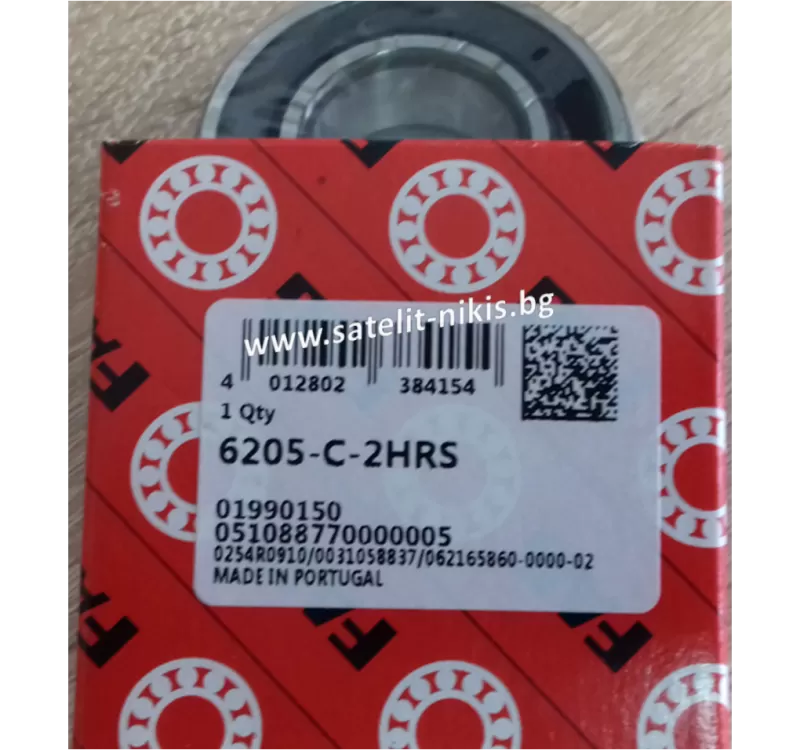 www.satelit-nikis.bg
4 012802 384154
1 Qty
6205-C-2HRS
01990150
051088770000005
0254R0910/0031058837/062165860-0000-02
MADE IN PORTUGAL